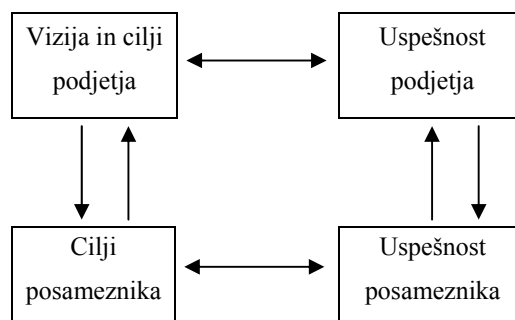 Vizija in cilji
podjetja
Uspešnost
podjetja
Cilji
posameznika
Uspešnost
posameznika